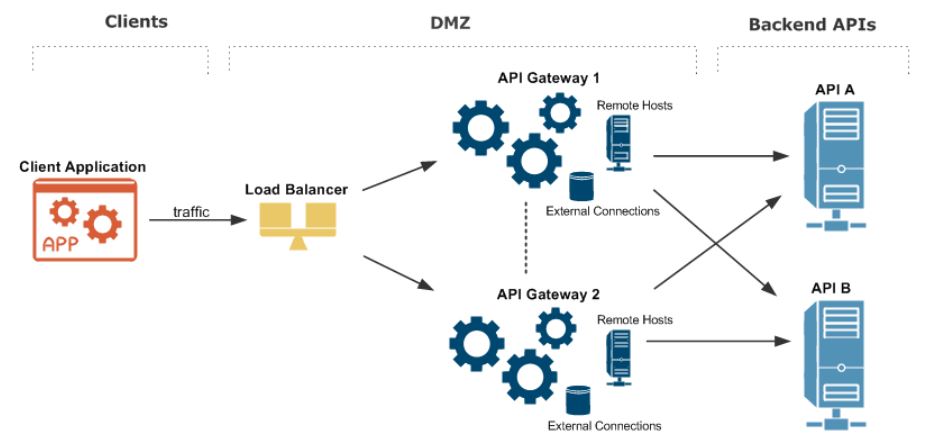 Clients
DMZ
Backend APIs
API Gateway 1
Remote Hosts
External Connections
API A
Client Application
APP
traffic
Load Balancer
API Gateway 2
Remote Hosts
External Connections
API B